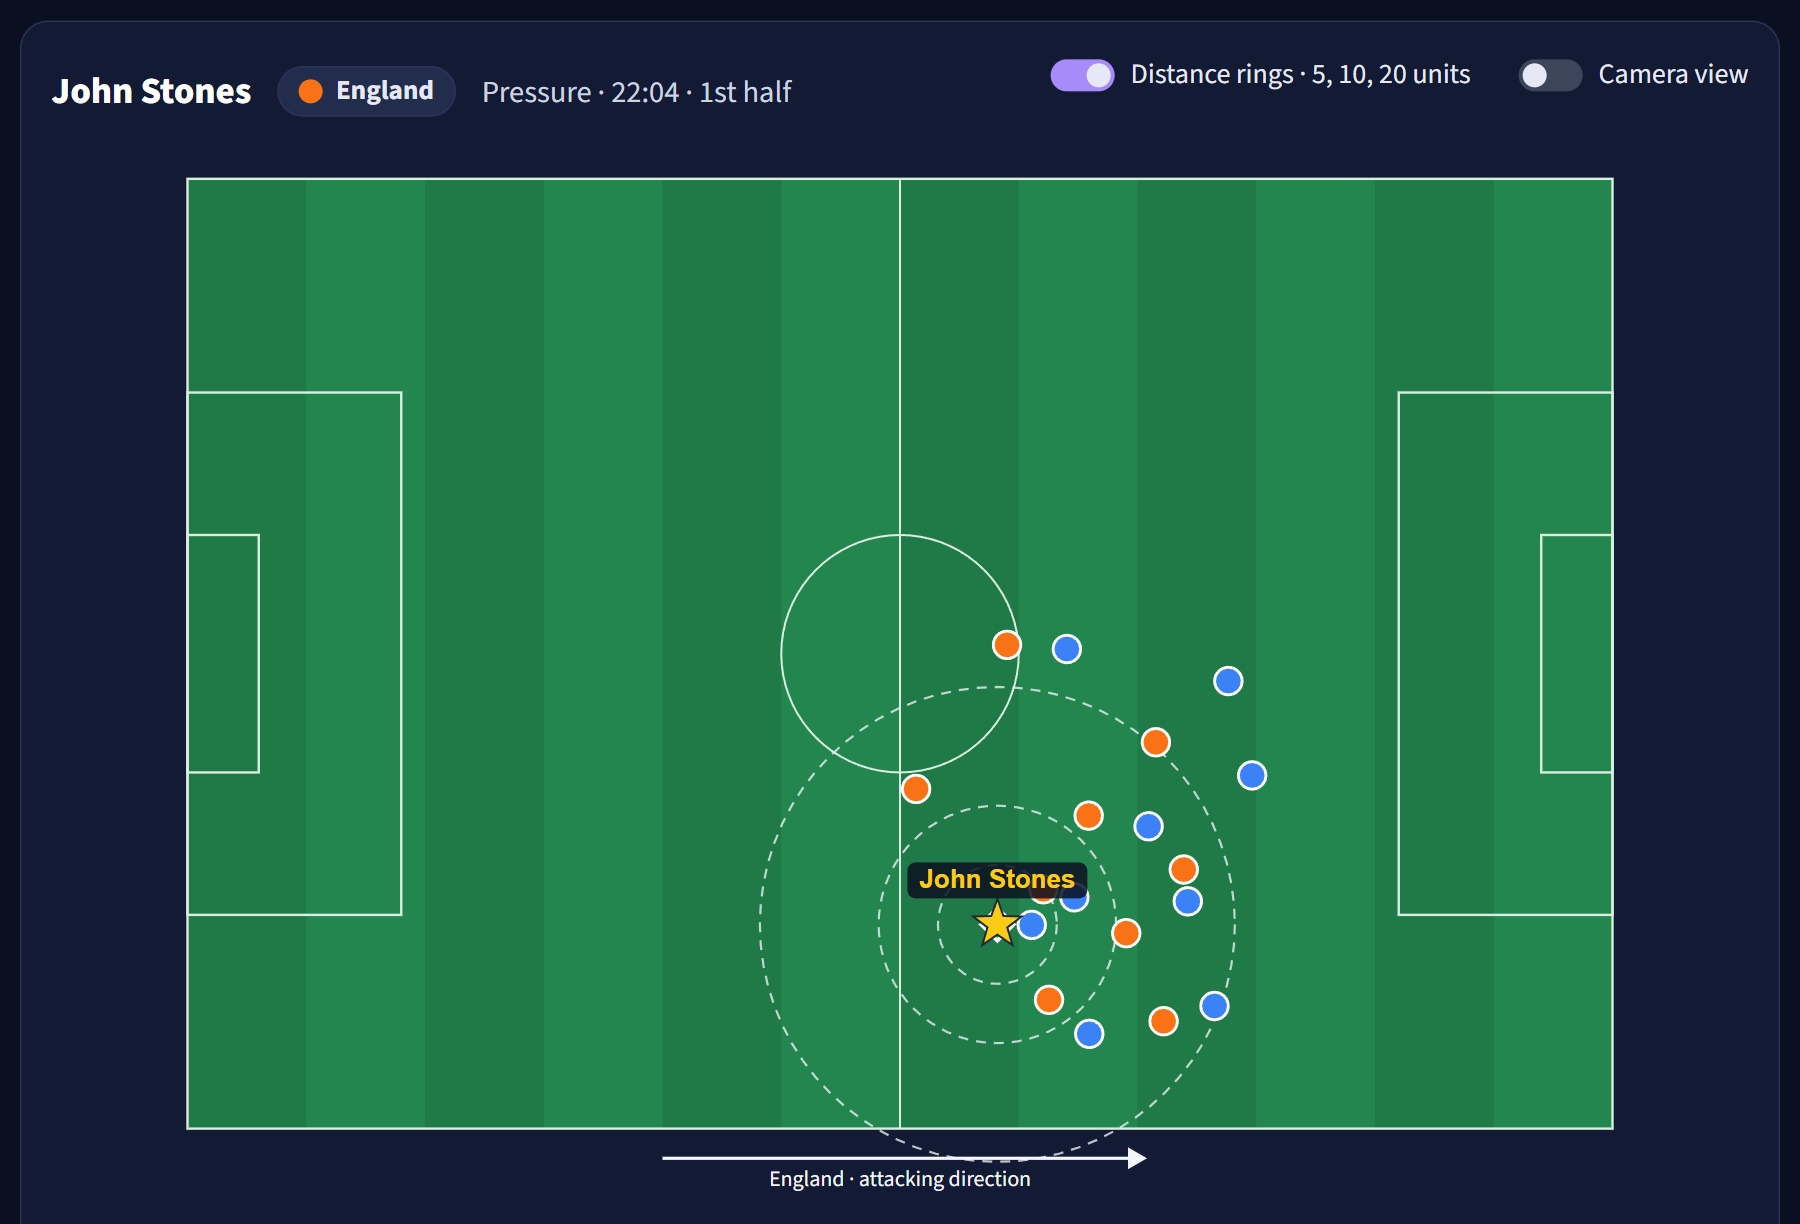 John Stones
England
Pressure · 22:04 · 1st half
Distance rings · 5, 10, 20 units
Camera view
John Stones
England · attacking direction